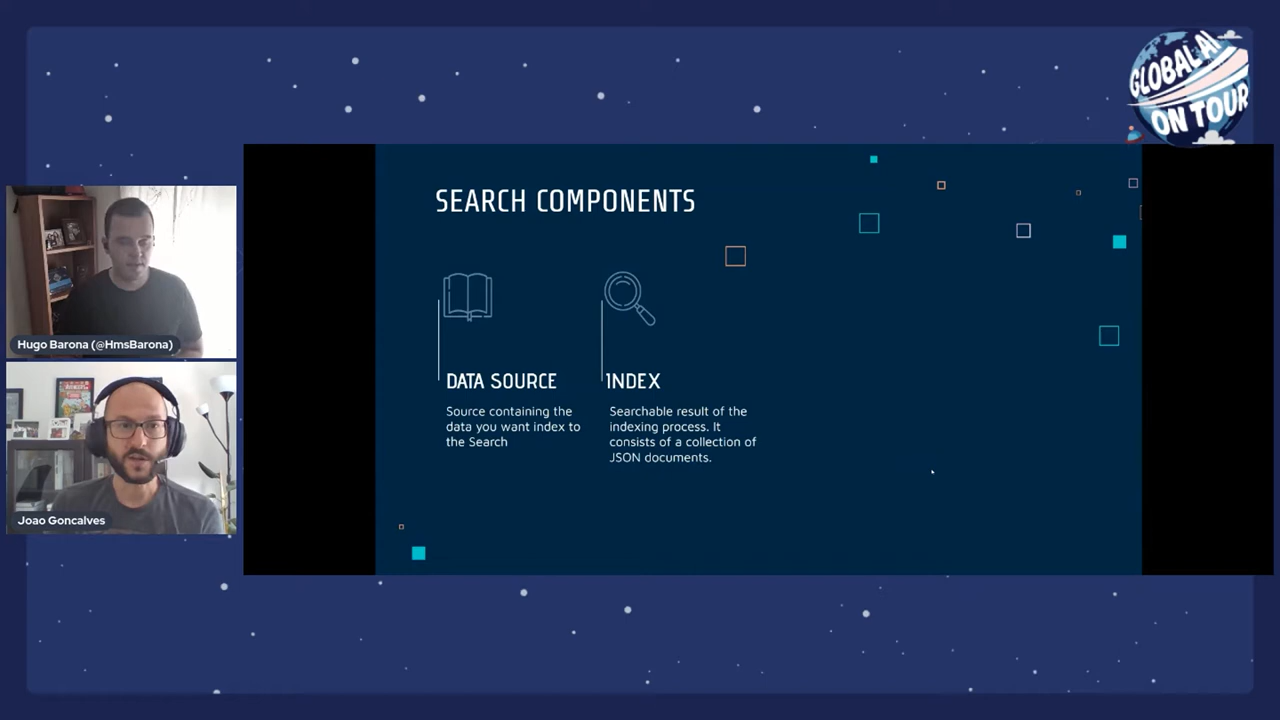 GLOBAL AI
ON TOUR
SEARCH COMPONENTS
DATA SOURCE
Source containing the
data you want index to
the Search
INDEX
Searchable result of the
indexing process. It
consists of a collection of
JSON documents.
Hugo Barona (@HmsBarona)
Joao Goncalves